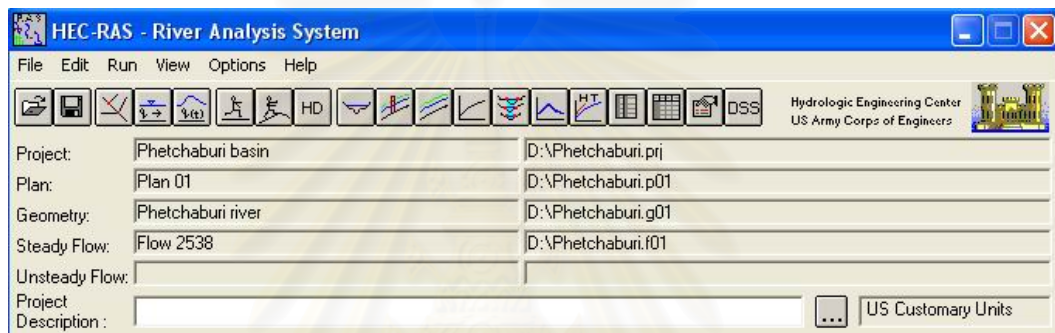 HEC-RAS - River Analysis System
File Edit Run View Options Help
HD HT DSS
Hydrologic Engineering Center
US Army Corps of Engineers
Project: Phetchaburi basin D:\Phetchaburi.prj
Plan: Plan 01 D:\Phetchaburi.p01
Geometry: Phetchaburi river D:\Phetchaburi.g01
Steady Flow: Flow 2538 D:\Phetchaburi.f01
Unsteady Flow:
Project
Description : ... US Customary Units